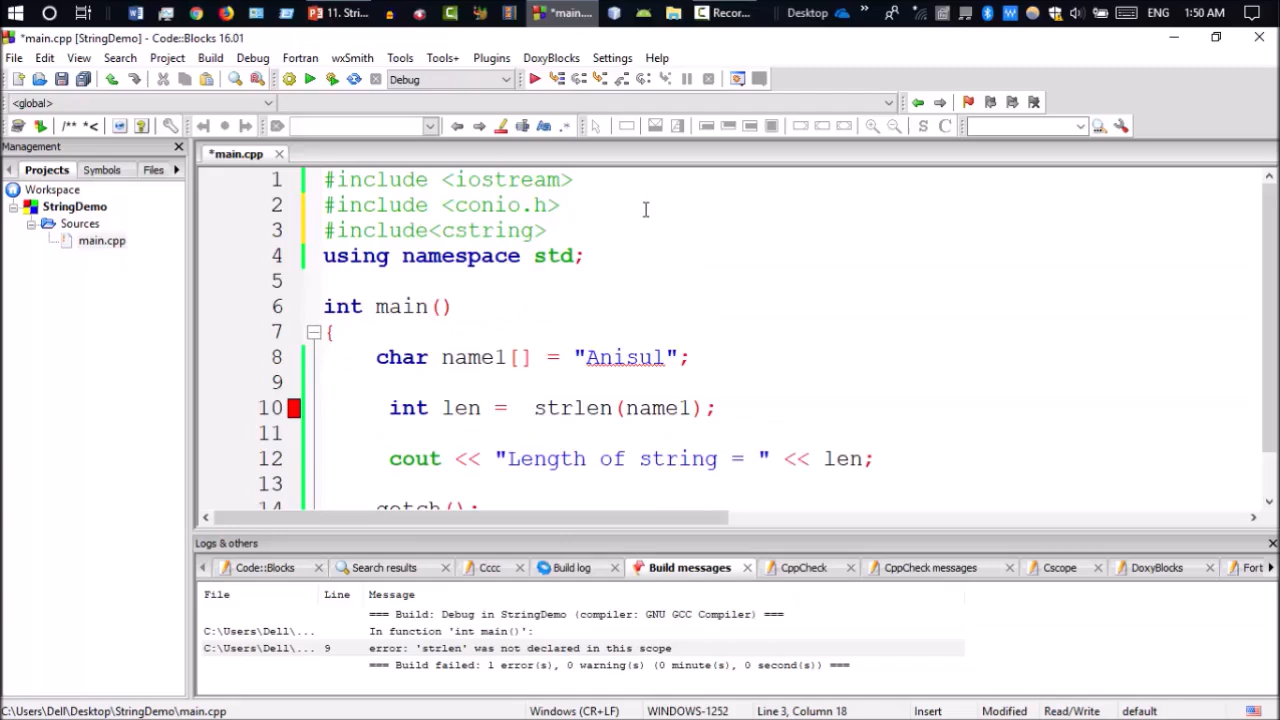 11. Stri...
*main....
Recor...
Desktop
ENG
1:50 AM
*main.cpp [StringDemo] - Code::Blocks 16.01
File Edit View Search Project Build Debug Fortran wxSmith Tools Tools+ Plugins DoxyBlocks Settings Help
Debug
<global>
/** *<
S C
Management
*main.cpp
Projects Symbols Files
Workspace
StringDemo
Sources
main.cpp
1 #include <iostream>
2 #include <conio.h>
3 #include<cstring>
4 using namespace std;
5
6 int main()
7 {
8 char name1[] = "Anisul";
9
10 int len = strlen(name1);
11
12 cout << "Length of string = " << len;
13
14 getch();
Logs & others
Code::Blocks Search results Cccc Build log Build messages CppCheck CppCheck messages Cscope DoxyBlocks Fort
File Line Message
=== Build: Debug in StringDemo (compiler: GNU GCC Compiler) ===
C:\Users\Dell\... In function 'int main()':
C:\Users\Dell\... 9 error: 'strlen' was not declared in this scope
=== Build failed: 1 error(s), 0 warning(s) (0 minute(s), 0 second(s)) ===
C:\Users\Dell\Desktop\StringDemo\main.cpp Windows (CR+LF) WINDOWS-1252 Line 3, Column 18 Insert Modified Read/Write default